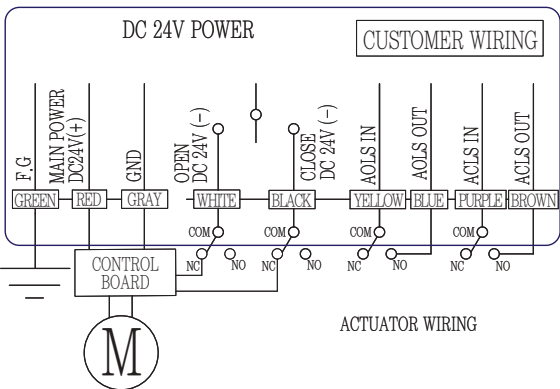 DC 24V POWER
CUSTOMER WIRING
F.G
MAIN POWER
DC24V(+)
GND
OPEN
DC 24V (-)
CLOSE
DC 24V (-)
AOLS IN
AOLS OUT
ACLS IN
ACLS OUT
GREEN
RED
GRAY
WHITE
BLACK
YELLOW
BLUE
PURPLE
BROWN
COM
COM
COM
COM
NC
NO
NC
NO
NC
NO
NC
NO
CONTROL
BOARD
M
ACTUATOR WIRING